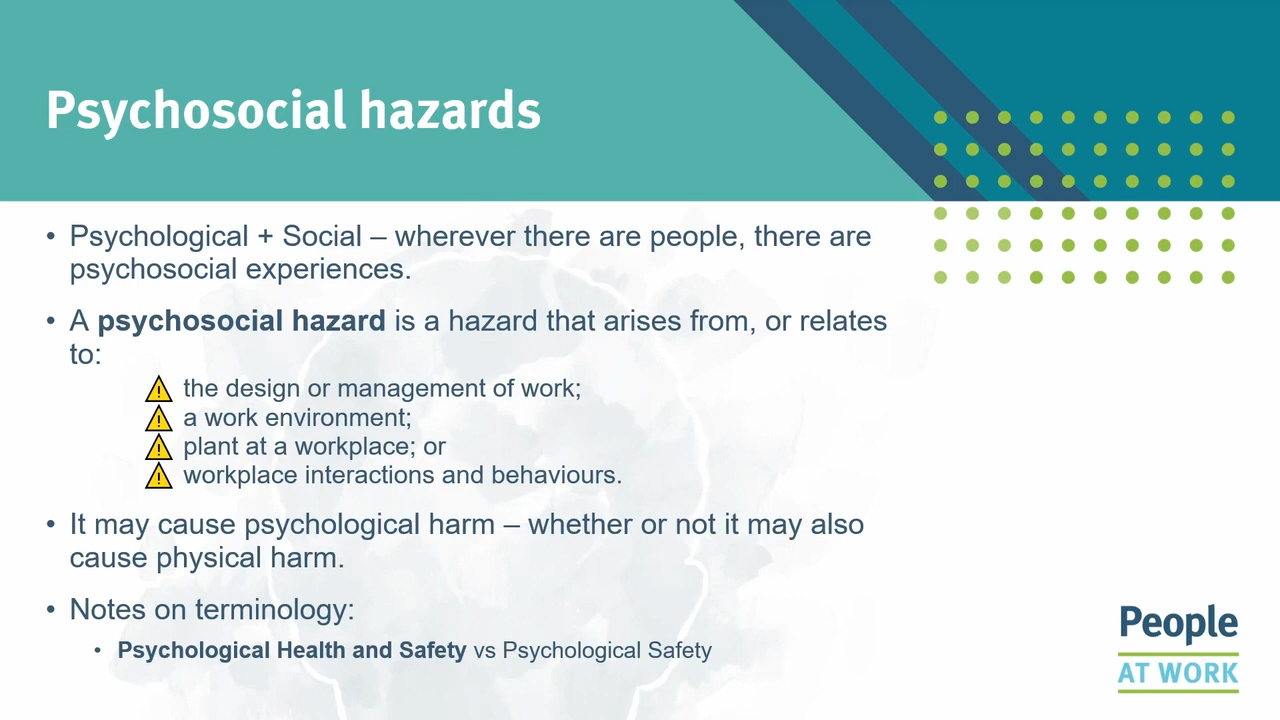 Psychosocial hazards
• Psychological + Social – wherever there are people, there are
psychosocial experiences.
• A psychosocial hazard is a hazard that arises from, or relates
to:
the design or management of work;
a work environment;
plant at a workplace; or
workplace interactions and behaviours.
• It may cause psychological harm – whether or not it may also
cause physical harm.
• Notes on terminology:
• Psychological Health and Safety vs Psychological Safety
People
AT WORK